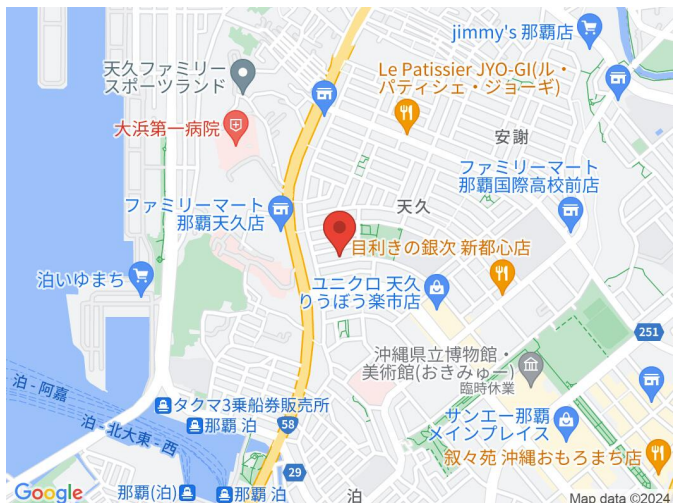 jimmy's 那覇店
天久ファミリー
スポーツランド
Le Patissier JYO-GI(ル・
パティシェ・ジョーギ)
大浜第一病院
安謝
ファミリーマート
那覇国際高校前店
ファミリーマート
那覇天久店
天久
目利きの銀次 新都心店
泊いゆまち
ユニクロ 天久
りうぼう楽市店
251
沖縄県立博物館・
美術館(おきみゅー)
臨時休業
泊 - 阿嘉
タクマ3乗船券販売所
泊 - 北大東 - 西
那覇 泊
58
サンエー那覇
メインプレイス
29
叙々苑 沖縄おもろまち店
Google
那覇(泊)
那覇 泊
泊
Map data ©2024